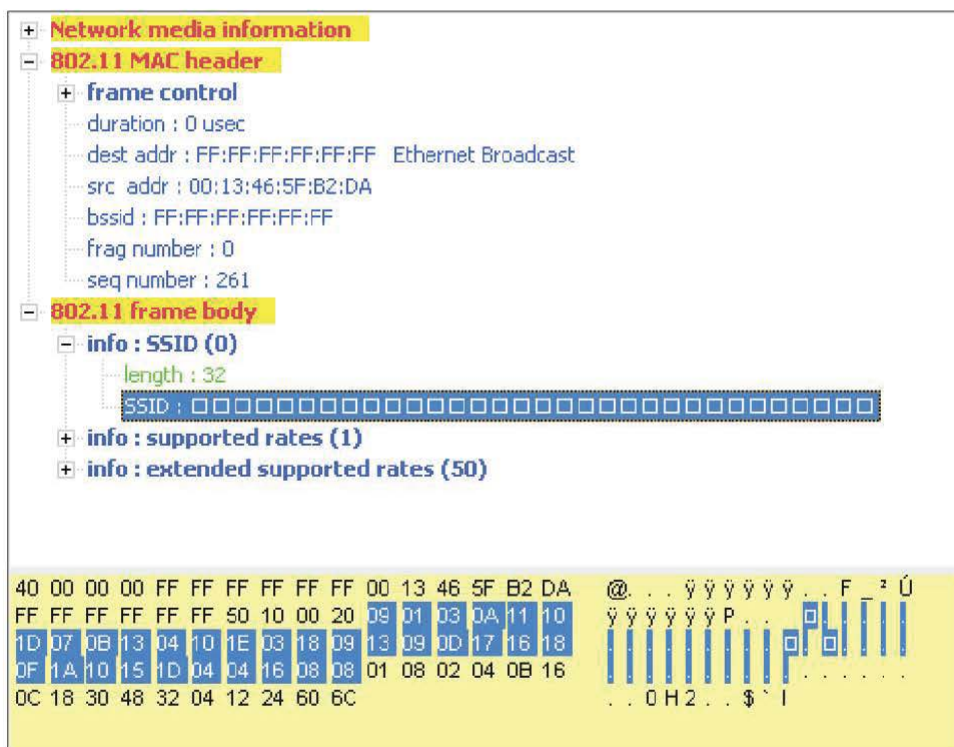 Network media information
802.11 MAC header
frame control
duration : 0 usec
dest addr : FF:FF:FF:FF:FF:FF Ethernet Broadcast
src addr : 00:13:46:5F:B2:DA
bssid : FF:FF:FF:FF:FF:FF
frag number : 0
seq number : 261
802.11 frame body
info : SSID (0)
length : 32
SSID : □□□□□□□□□□□□□□□□□□□□□□□□□□□
info : supported rates (1)
info : extended supported rates (50)
40 00 00 00 FF FF FF FF FF FF 00 13 46 5F B2 DA @. . . ÿ ÿ ÿ ÿ ÿ ÿ . . F _ ² Ú
FF FF FF FF FF FF 50 10 00 20 09 01 03 0A 11 10 ÿ ÿ ÿ ÿ ÿ ÿ P . . □ . . . . .
1D 07 0B 13 04 10 1E 03 18 09 13 09 0D 17 16 18 . . . . . . . . . □ . □ . . . .
0F 1A 10 15 1D 04 04 16 08 08 01 08 02 04 0B 16 . . . . . . . . . . . . . . . .
0C 18 30 48 32 04 12 24 60 6C . . 0 H 2 . . $ ` l